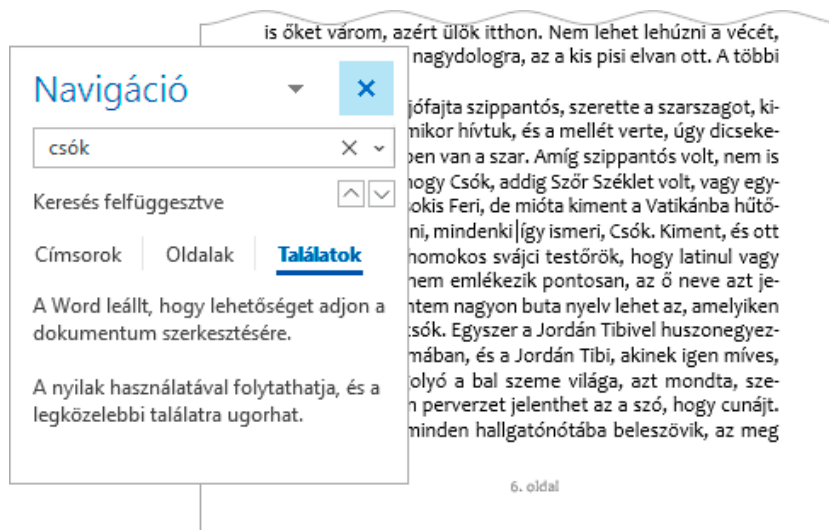 is őket várom, azért ülök itthon. Nem lehet lehúzni a vécét,
nagydologra, az a kis pisi elvan ott. A többi
Navigáció
csók
Keresés felfüggesztve
Címsorok Oldalak Találatok
A Word leállt, hogy lehetőséget adjon a
dokumentum szerkesztésére.
A nyilak használatával folytathatja, és a
legközelebbi találatra ugorhat.
jófajta szippantós, szerette a szarszagot, ki-
mikor hívtuk, és a mellét verte, úgy dicseke-
ben van a szar. Amíg szippantós volt, nem is
hogy Csók, addig Szőr Széklet volt, vagy egy-
okis Feri, de mióta kiment a Vatikánba hűtő-
ni, mindenki így ismeri, Csók. Kiment, és ott
homokos svájci testőrök, hogy latinul vagy
nem emlékezik pontosan, az ő neve azt je-
ntem nagyon buta nyelv lehet az, amelyiken
csók. Egyszer a Jordán Tibivel huszonegyez-
mában, és a Jordán Tibi, akinek igen míves,
olyó a bal szeme világa, azt mondta, sze-
n perverzet jelenthet az a szó, hogy cunájt.
minden hallgatónótába beleszövik, az meg
6. oldal